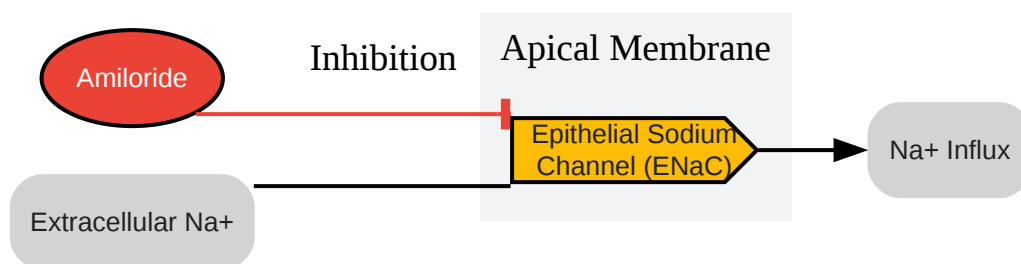 Amiloride
Inhibition
Apical Membrane
Epithelial Sodium
Channel (ENaC)
Na+ Influx
Extracellular Na+